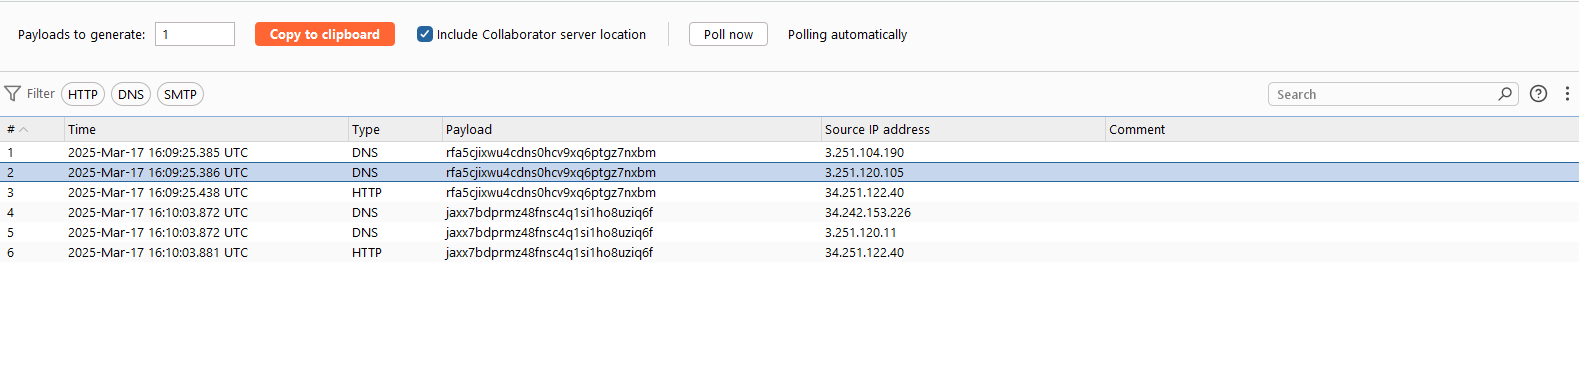 Payloads to generate: 1 Copy to clipboard Include Collaborator server location Poll now Polling automatically
Filter HTTP DNS SMTP Search
# Time Type Payload Source IP address Comment
1 2025-Mar-17 16:09:25.385 UTC DNS rfa5cjixwu4cdns0hcv9xq6ptgz7nxbm 3.251.104.190
2 2025-Mar-17 16:09:25.386 UTC DNS rfa5cjixwu4cdns0hcv9xq6ptgz7nxbm 3.251.120.105
3 2025-Mar-17 16:09:25.438 UTC HTTP rfa5cjixwu4cdns0hcv9xq6ptgz7nxbm 34.251.122.40
4 2025-Mar-17 16:10:03.872 UTC DNS jaxx7bdprmz48fnsc4q1si1ho8uziq6f 34.242.153.226
5 2025-Mar-17 16:10:03.872 UTC DNS jaxx7bdprmz48fnsc4q1si1ho8uziq6f 3.251.120.11
6 2025-Mar-17 16:10:03.881 UTC HTTP jaxx7bdprmz48fnsc4q1si1ho8uziq6f 34.251.122.40